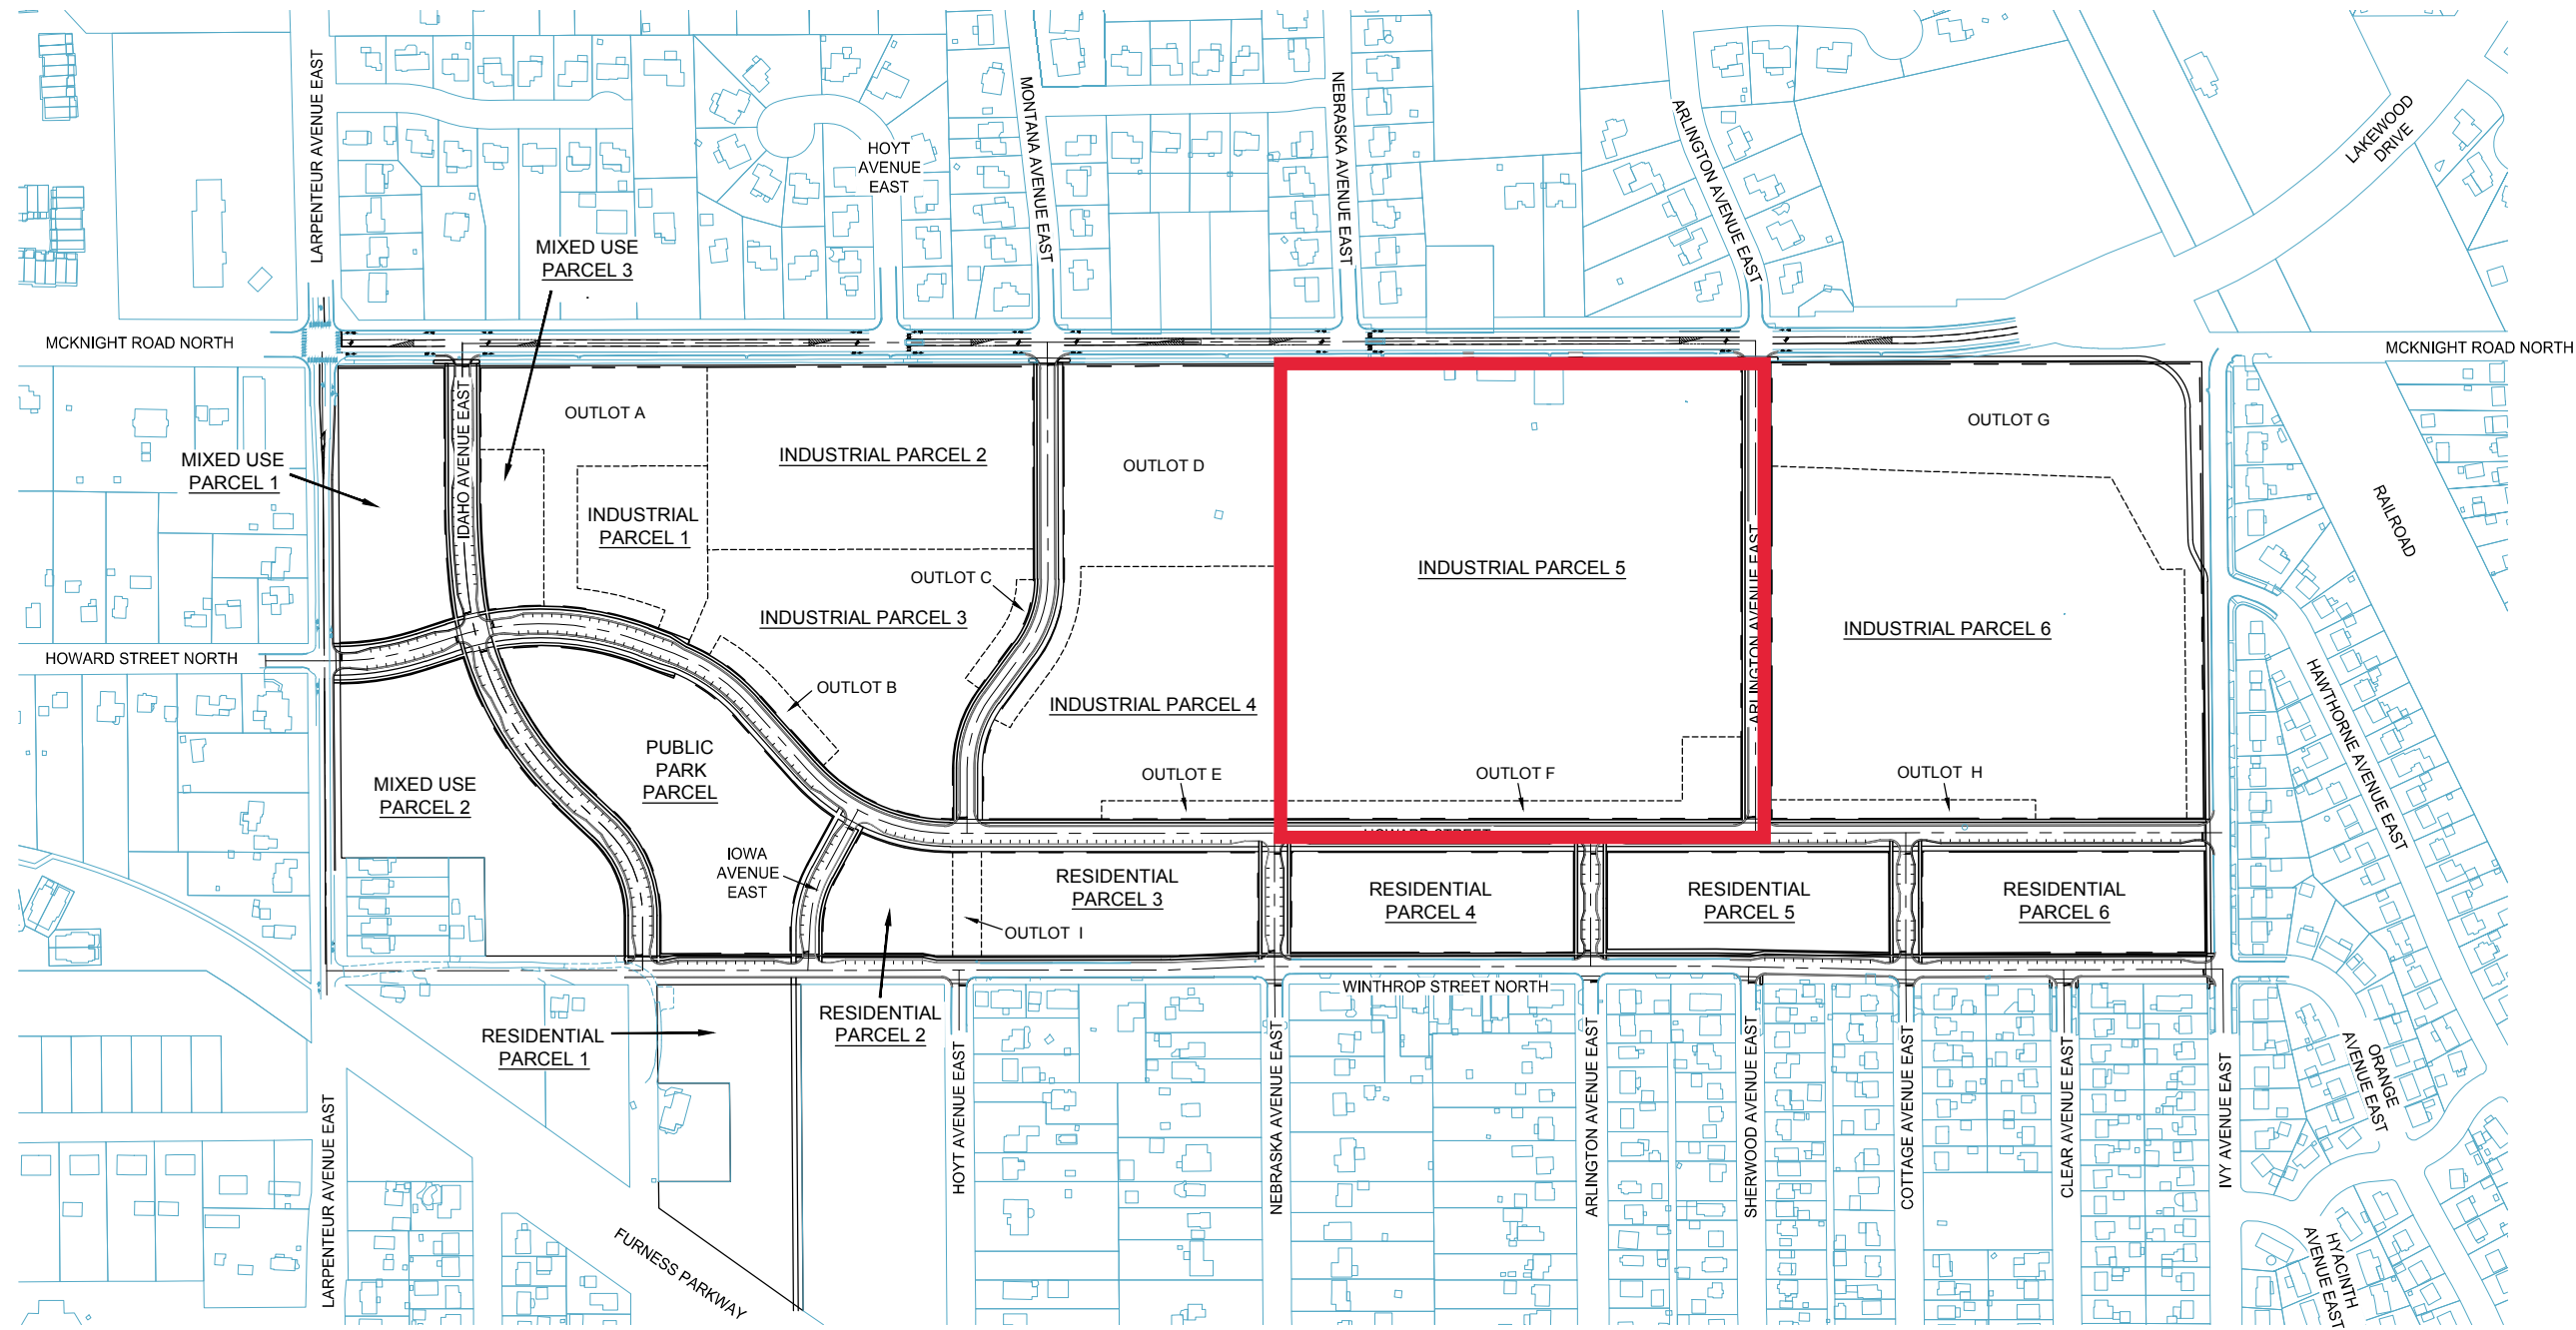 LARPENTEUR AVENUE EAST
MONTANA AVENUE EAST
NEBRASKA AVENUE EAST
ARLINGTON AVENUE EAST
LAKEWOOD
DRIVE
HOYT
AVENUE
EAST
MIXED USE
PARCEL 3
MCKNIGHT ROAD NORTH
MCKNIGHT ROAD NORTH
IDAHO AVENUE EAST
OUTLOT A
OUTLOT G
MIXED USE
PARCEL 1
INDUSTRIAL PARCEL 2
OUTLOT D
INDUSTRIAL
PARCEL 1
RAILROAD
OUTLOT C
INDUSTRIAL PARCEL 5
ARLINGTON AVENUE EAST
INDUSTRIAL PARCEL 3
INDUSTRIAL PARCEL 6
HOWARD STREET NORTH
OUTLOT B
INDUSTRIAL PARCEL 4
HAWTHORNE AVENUE EAST
PUBLIC
PARK
PARCEL
MIXED USE
PARCEL 2
OUTLOT E
OUTLOT F
OUTLOT H
HOWARD STREET
IOWA
AVENUE
EAST
RESIDENTIAL
PARCEL 3
RESIDENTIAL
PARCEL 4
RESIDENTIAL
PARCEL 5
RESIDENTIAL
PARCEL 6
OUTLOT I
WINTHROP STREET NORTH
RESIDENTIAL
PARCEL 1
RESIDENTIAL
PARCEL 2
LARPENTEUR AVENUE EAST
HOYT AVENUE EAST
NEBRASKA AVENUE EAST
ARLINGTON AVENUE EAST
SHERWOOD AVENUE EAST
COTTAGE AVENUE EAST
CLEAR AVENUE EAST
IVY AVENUE EAST
ORANGE
AVENUE EAST
FURNESS PARKWAY
HYACINTH
AVENUE EAST